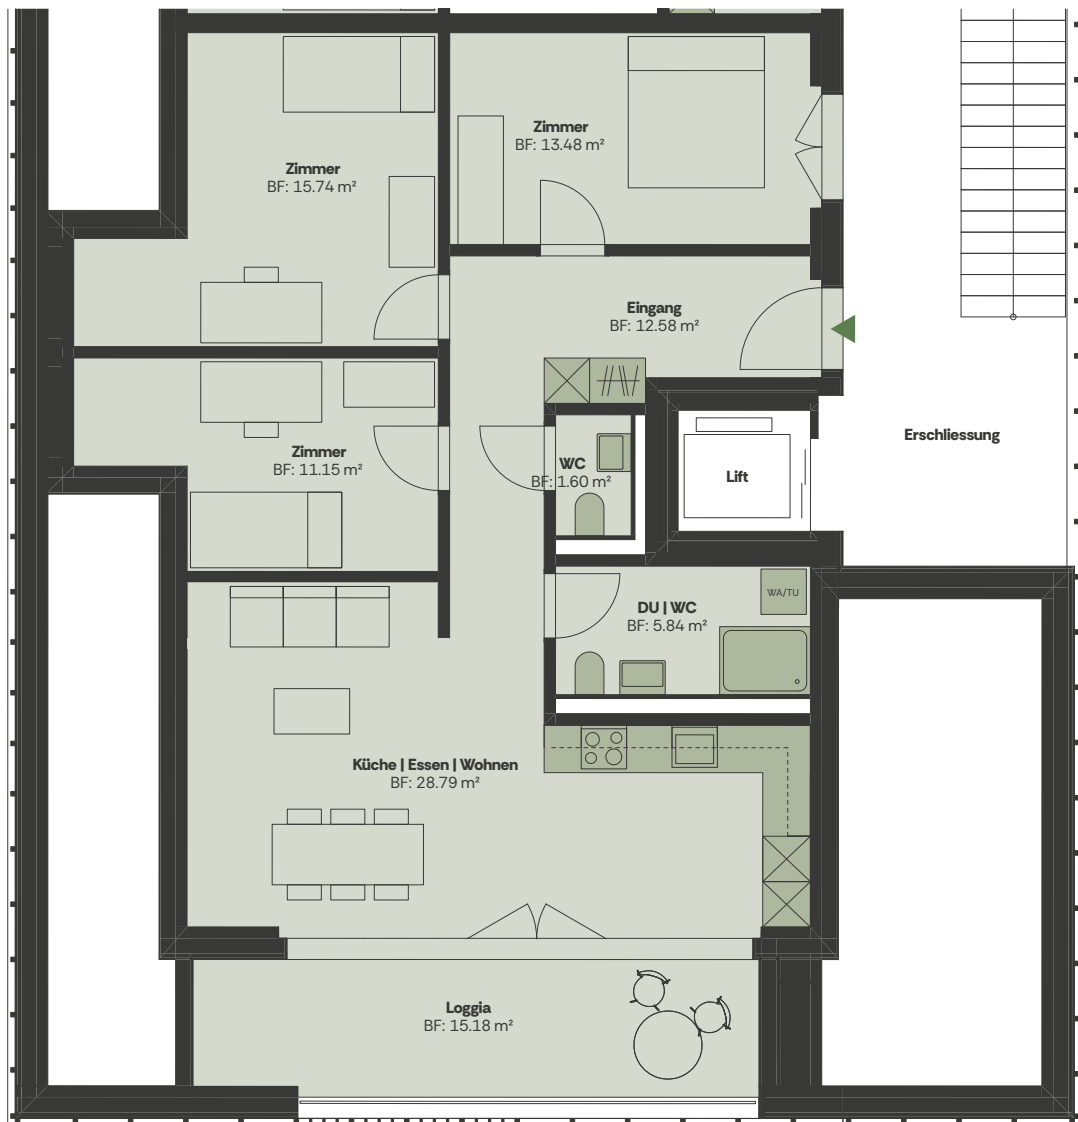 Zimmer
BF: 13.48 m²
Zimmer
BF: 15.74 m²
Eingang
BF: 12.58 m²
Erschliessung
Zimmer
BF: 11.15 m²
WC
BF: 1.60 m²
Lift
WA/TU
DU | WC
BF: 5.84 m²
Küche | Essen | Wohnen
BF: 28.79 m²
Loggia
BF: 15.18 m²